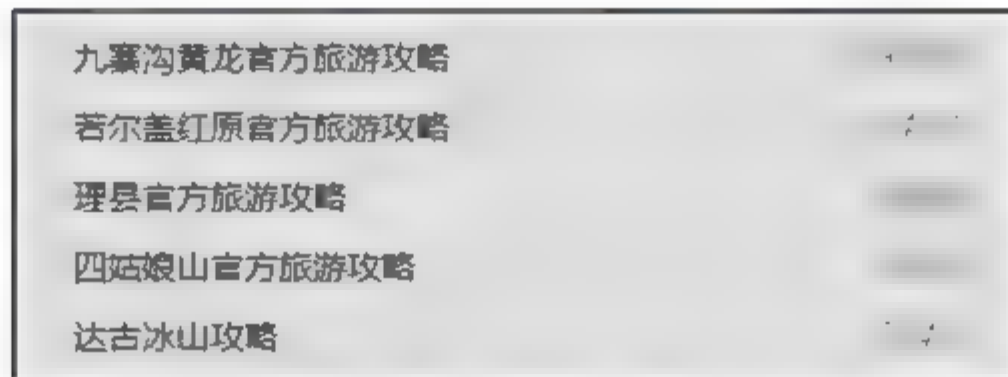 九寨沟黄龙官方旅游攻略
若尔盖红原官方旅游攻略
理县官方旅游攻略
四姑娘山官方旅游攻略
达古冰山攻略